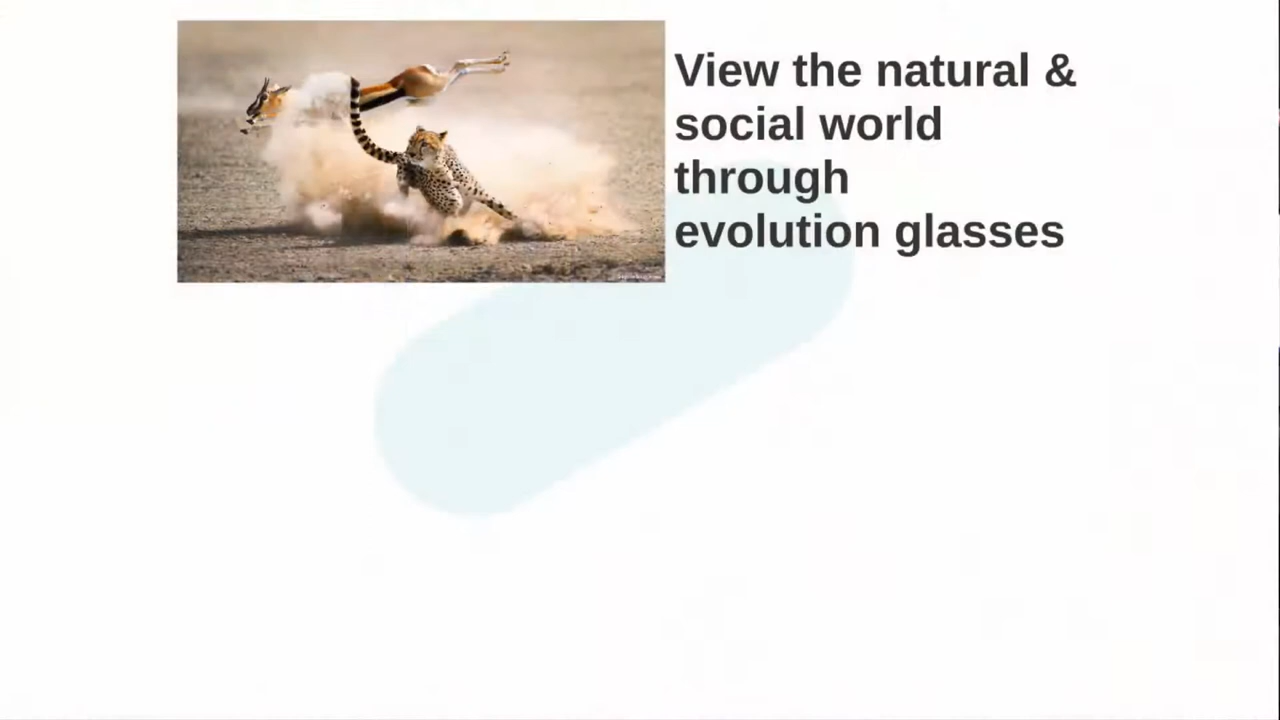 View the natural &
social world
through
evolution glasses